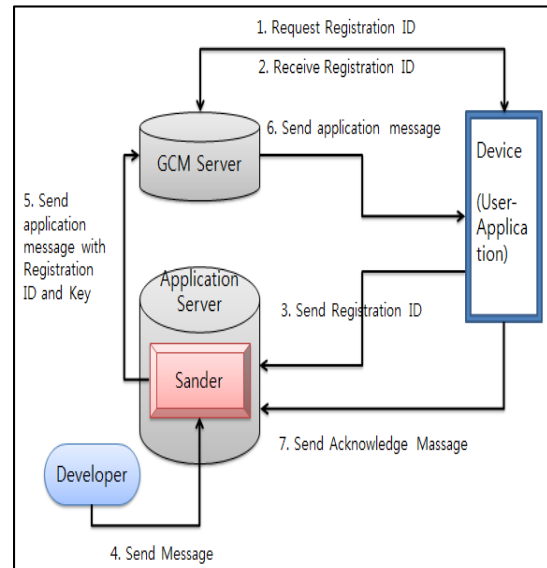 1. Request Registration ID
2. Receive Registration ID
6. Send application message
GCM Server
Device
(User-
Application)
5. Send
application
message with
Registration
ID and Key
Application
Server
3. Send Registration ID
Sander
7. Send Acknowledge Massage
Developer
4. Send Message